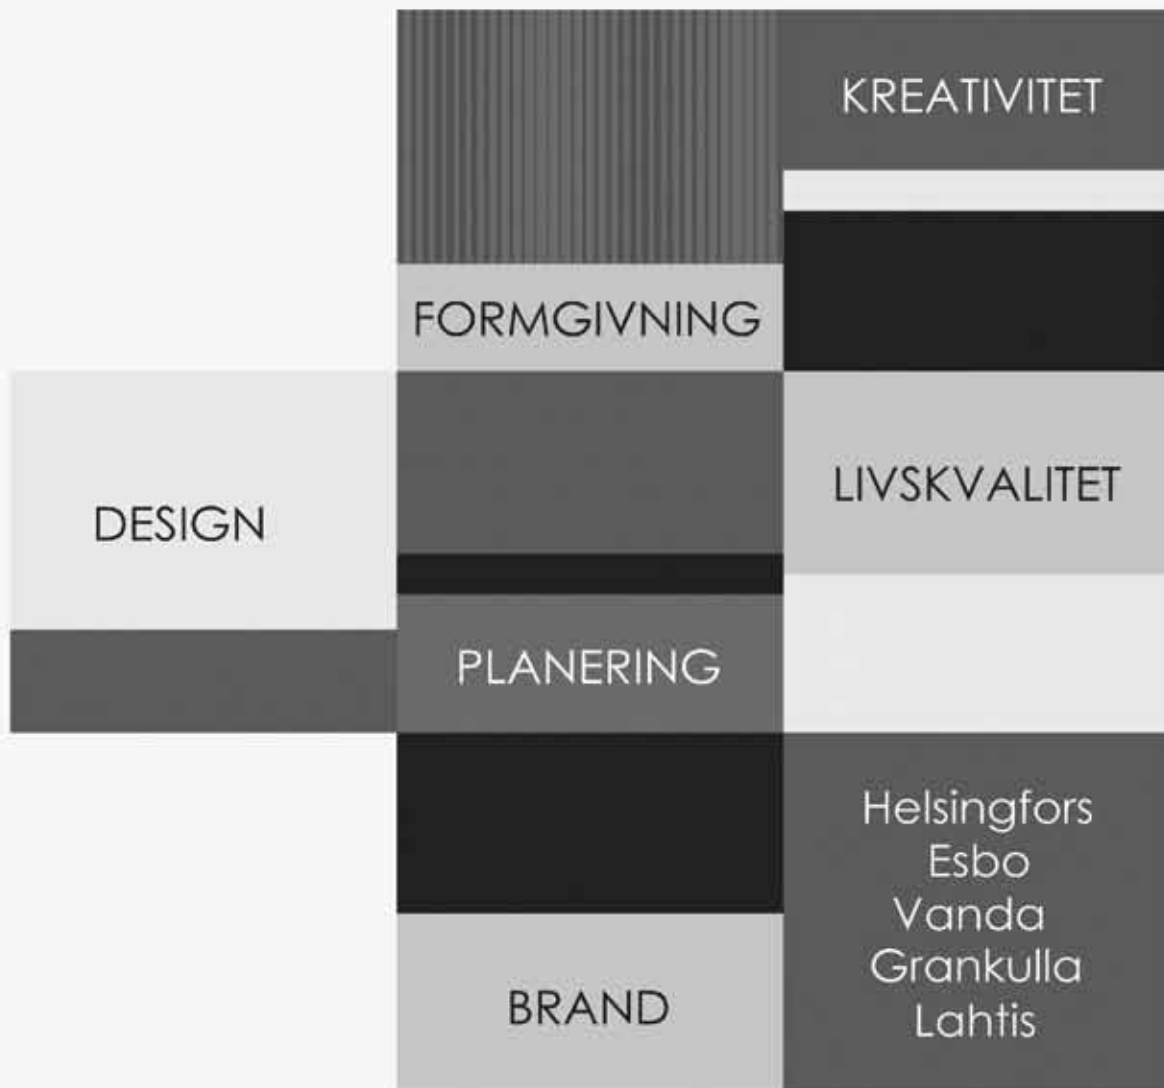 KREATIVITET
FORMGIVNING
LIVSKVALITET
DESIGN
PLANERING
Helsingfors
Esbo
Vanda
Grankulla
Lahtis
BRAND